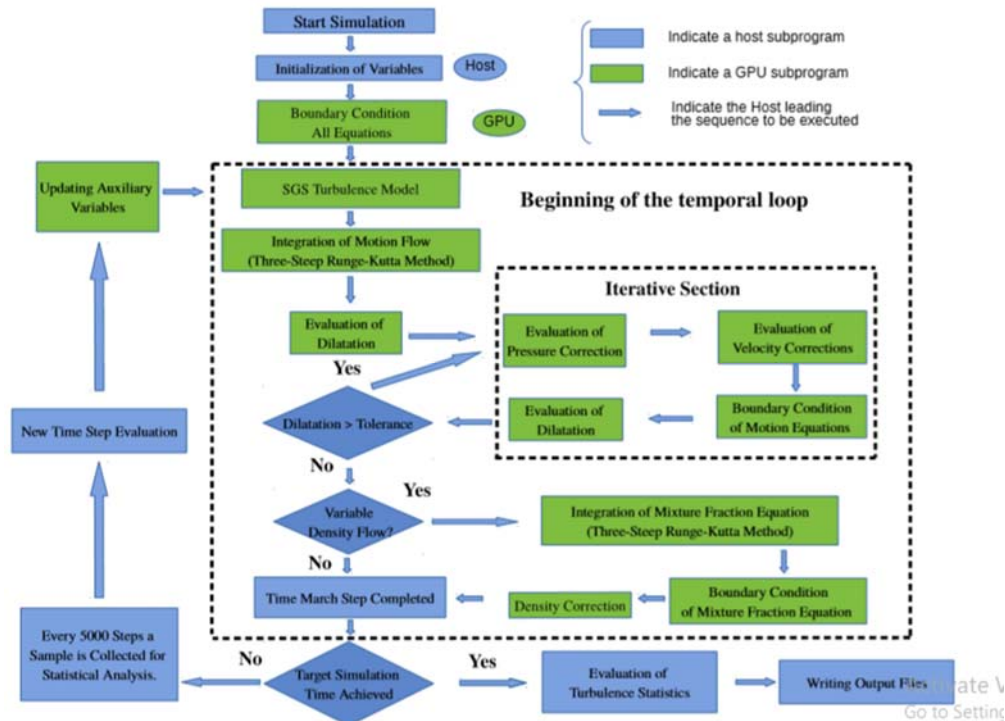 Start Simulation
Initialization of Variables
Host
Boundary Condition
All Equations
GPU
Indicate a host subprogram
Indicate a GPU subprogram
Indicate the Host leading
the sequence to be executed
Updating Auxiliary
Variables
SGS Turbulence Model
Beginning of the temporal loop
Integration of Motion Flow
(Three-Steep Runge-Kutta Method)
Iterative Section
Evaluation of
Dilatation
Evaluation of
Pressure Correction
Evaluation of
Velocity Corrections
Yes
Dilatation > Tolerance
Evaluation of
Dilatation
Boundary Condition
of Motion Equations
New Time Step Evaluation
No
Yes
Variable
Density Flow?
Integration of Mixture Fraction Equation
(Three-Steep Runge-Kutta Method)
No
Time March Step Completed
Density Correction
Boundary Condition
of Mixture Fraction Equation
Every 5000 Steps a
Sample is Collected for
Statistical Analysis.
No
Target Simulation
Time Achieved
Yes
Evaluation of
Turbulence Statistics
Writing Output Files
Go to Setting